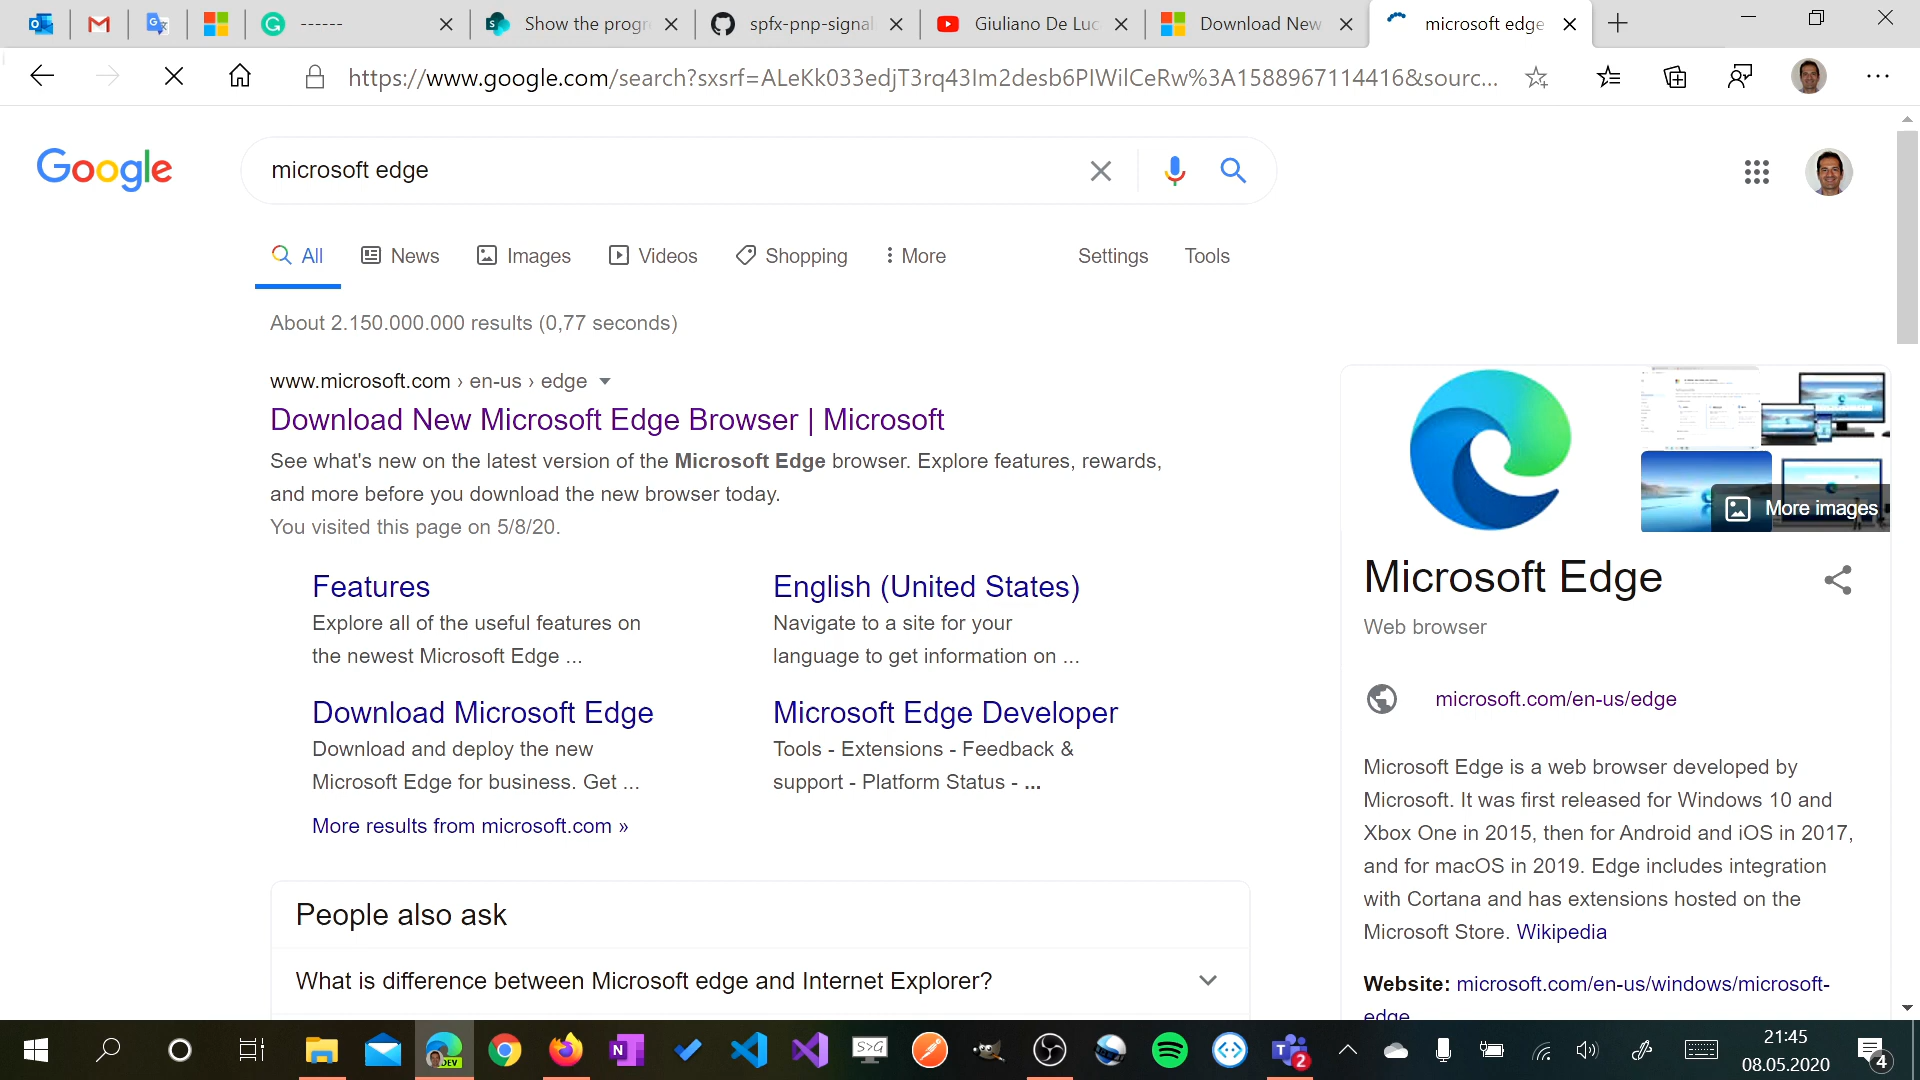 ------
Show the progr
spfx-pnp-signal
Giuliano De Luc
Download New
microsoft edge
https://www.google.com/search?sxsrf=ALeKk033edjT3rq43Im2desb6PIWilCeRw%3A1588967114416&sourc...
Google
microsoft edge
All
News
Images
Videos
Shopping
More
Settings
Tools
About 2.150.000.000 results (0,77 seconds)
www.microsoft.com › en-us › edge
Download New Microsoft Edge Browser | Microsoft
See what's new on the latest version of the Microsoft Edge browser. Explore features, rewards,
and more before you download the new browser today.
You visited this page on 5/8/20.
Features
Explore all of the useful features on
the newest Microsoft Edge ...
English (United States)
Navigate to a site for your
language to get information on ...
Download Microsoft Edge
Download and deploy the new
Microsoft Edge for business. Get ...
Microsoft Edge Developer
Tools - Extensions - Feedback &
support - Platform Status - ...
More results from microsoft.com »
People also ask
What is difference between Microsoft edge and Internet Explorer?
More images
Microsoft Edge
Web browser
microsoft.com/en-us/edge
Microsoft Edge is a web browser developed by
Microsoft. It was first released for Windows 10 and
Xbox One in 2015, then for Android and iOS in 2017,
and for macOS in 2019. Edge includes integration
with Cortana and has extensions hosted on the
Microsoft Store. Wikipedia
Website: microsoft.com/en-us/windows/microsoft-
edge
DEV
N
S>G
2
21:45
08.05.2020
4